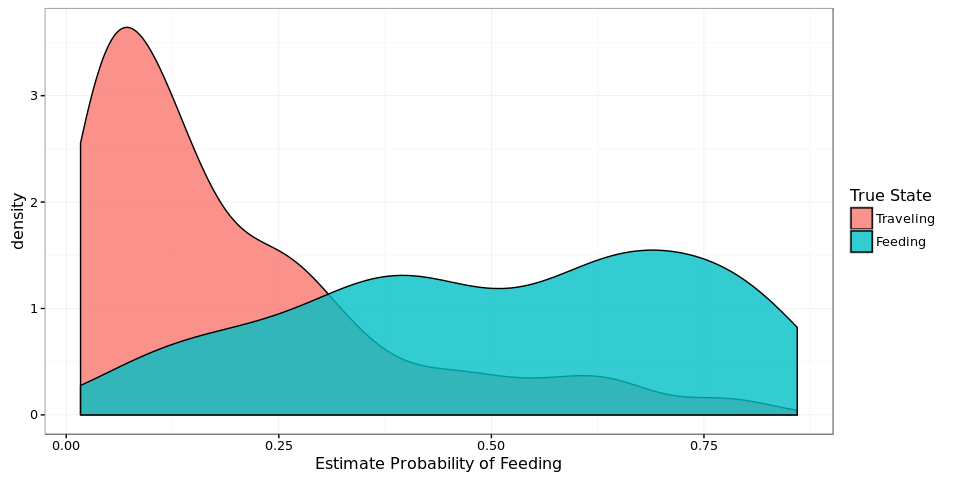 density
3
2
1
0
0.00 0.25 0.50 0.75
Estimate Probability of Feeding
True State
Traveling
Feeding